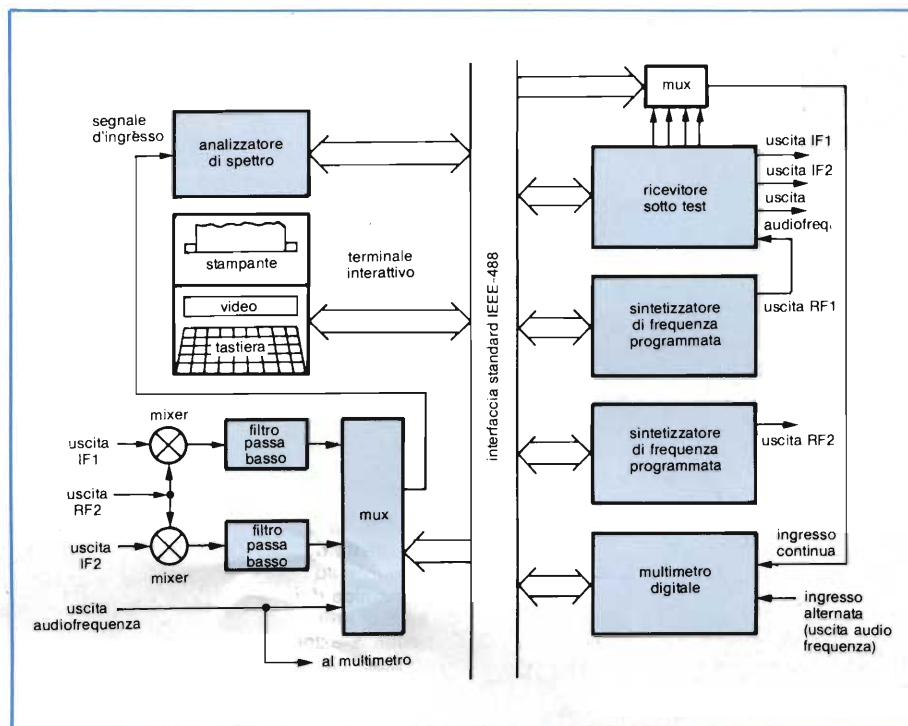 segnale
d'ingresso
analizzatore
di spettro
stampante
video
tastiera
terminale
interattivo
mixer
uscita
IF1
filtro
passa
basso
uscita
RF2
uscita
IF2
mixer
filtro
passa
basso
mux
uscita
audiofrequenza
al multimetro
interfaccia standard IEEE-488
mux
ricevitore
sotto test
uscita IF1
uscita IF2
uscita
audiofreq.
sintetizzatore
di frequenza
programmata
uscita RF1
sintetizzatore
di frequenza
programmata
uscita RF2
multimetro
digitale
ingresso
continua
ingresso
alternata
(uscita audio
frequenza)